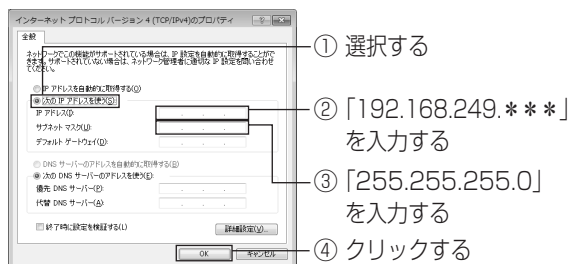 インターネット プロトコル バージョン 4 (TCP/IPv4)のプロパティ
全般
ネットワークでこの機能がサポートされている場合は、IP 設定を自動的に取得することがで
きます。サポートされていない場合は、ネットワーク管理者に適切な IP 設定を問い合わせ
てください。
IP アドレスを自動的に取得する(O)
次の IP アドレスを使う(S):
IP アドレス(I):
サブネット マスク(U):
デフォルト ゲートウェイ(D):
DNS サーバーのアドレスを自動的に取得する(B)
次の DNS サーバーのアドレスを使う(E):
優先 DNS サーバー(P):
代替 DNS サーバー(A):
終了時に設定を検証する(L)
詳細設定(V)...
OK
キャンセル
① 選択する
② 「192.168.249.***」
を入力する
③ 「255.255.255.0」
を入力する
④ クリックする